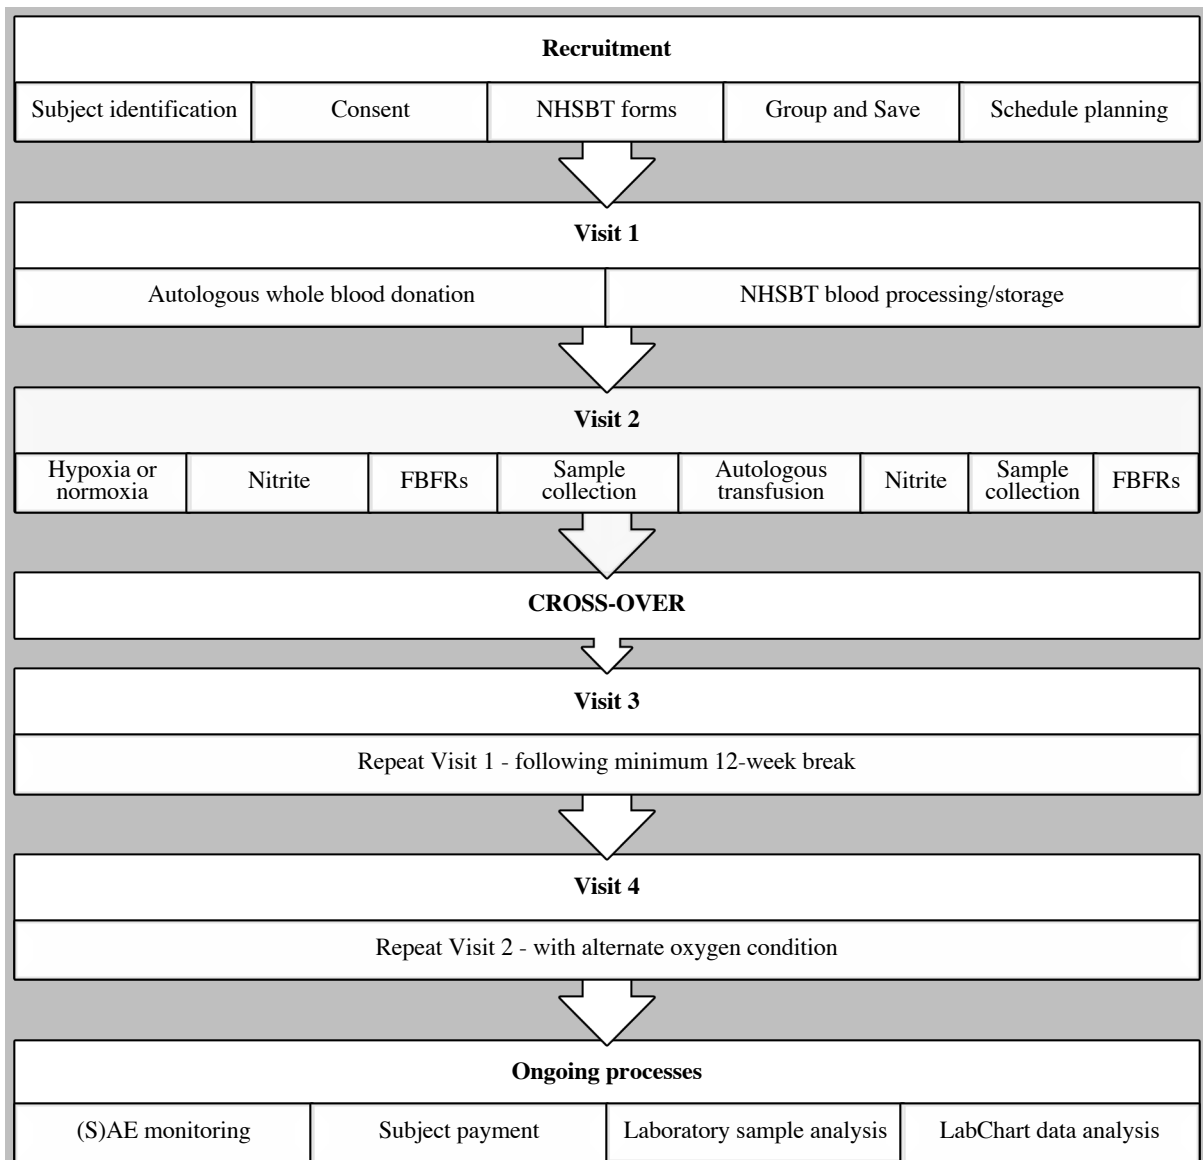 Recruitment
Subject identification
Consent
NHSBT forms
Group and Save
Schedule planning
Visit 1
Autologous whole blood donation
NHSBT blood processing/storage
Visit 2
Hypoxia or
normoxia
Nitrite
FBFRs
Sample
collection
Autologous
transfusion
Nitrite
Sample
collection
FBFRs
CROSS-OVER
Visit 3
Repeat Visit 1 - following minimum 12-week break
Visit 4
Repeat Visit 2 - with alternate oxygen condition
Ongoing processes
(S)AE monitoring
Subject payment
Laboratory sample analysis
LabChart data analysis